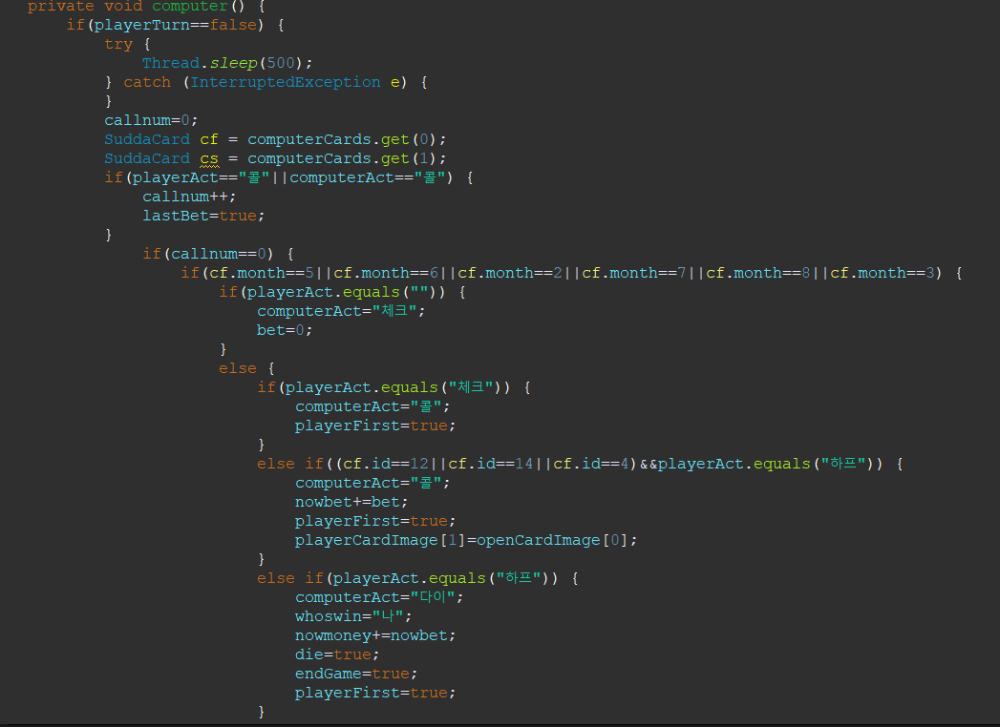 private void computer() {
if(playerTurn==false) {
try {
Thread.sleep(500);
} catch (InterruptedException e) {
}
callnum=0;
SuddaCard cf = computerCards.get(0);
SuddaCard cs = computerCards.get(1);
if(playerAct=="콜"||computerAct=="콜") {
callnum++;
lastBet=true;
}
if(callnum==0) {
if(cf.month==5||cf.month==6||cf.month==2||cf.month==7||cf.month==8||cf.month==3) {
if(playerAct.equals("")) {
computerAct="체크";
bet=0;
}
else {
if(playerAct.equals("체크")) {
computerAct="콜";
playerFirst=true;
}
else if((cf.id==12||cf.id==14||cf.id==4)&&playerAct.equals("하프")) {
computerAct="콜";
nowbet+=bet;
playerFirst=true;
playerCardImage[1]=openCardImage[0];
}
else if(playerAct.equals("하프")) {
computerAct="다이";
whoswin="나";
nowmoney+=nowbet;
die=true;
endGame=true;
playerFirst=true;
}